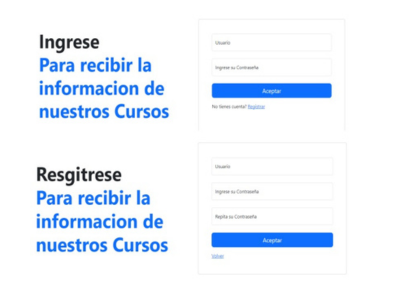 Ingrese
Para recibir la
informacion de
nuestros Cursos
Usuario
Ingrese su Contraseña
Aceptar
No tienes cuenta? Registrar
Resgitrese
Para recibir la
informacion de
nuestros Cursos
Usuario
Ingrese su Contraseña
Repita su Contraseña
Aceptar
Volver